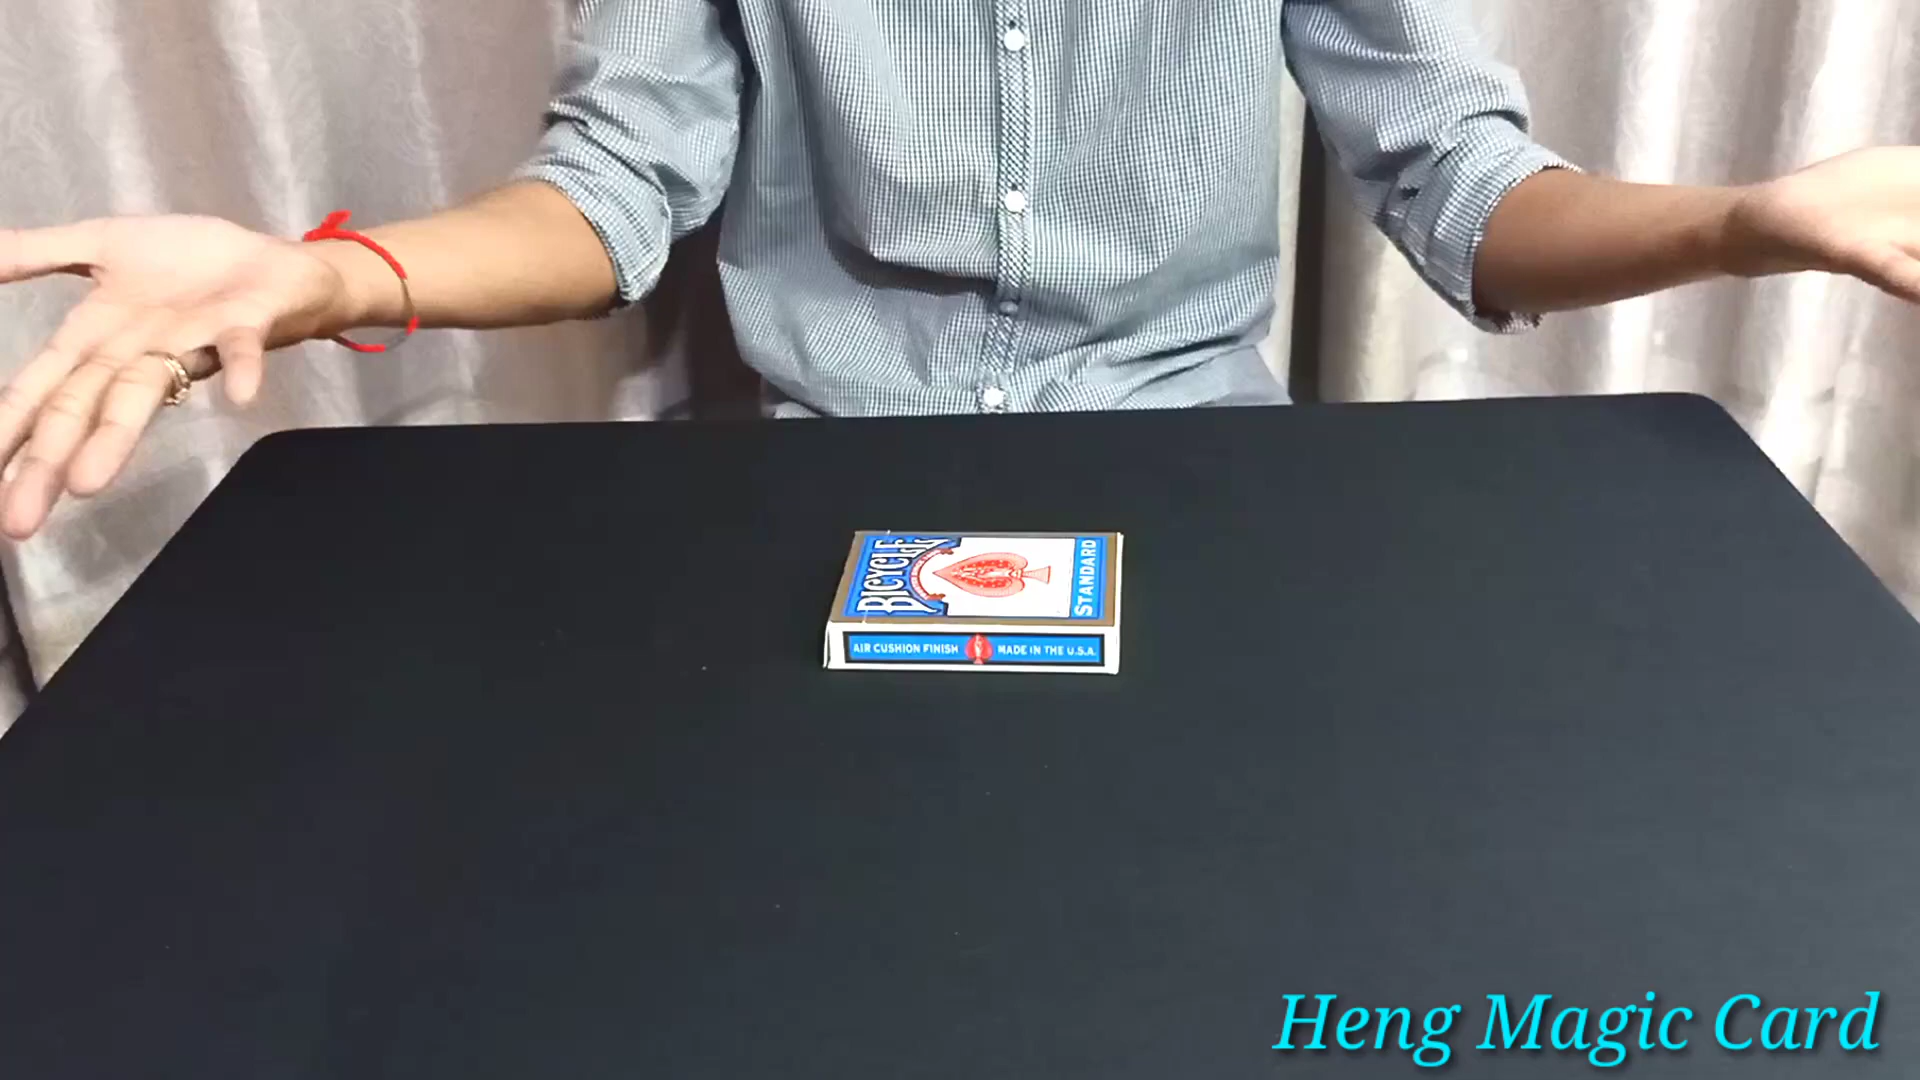 BICYCLE
STANDARD
AIR CUSHION FINISH MADE IN THE U.S.A.
Heng Magic Card